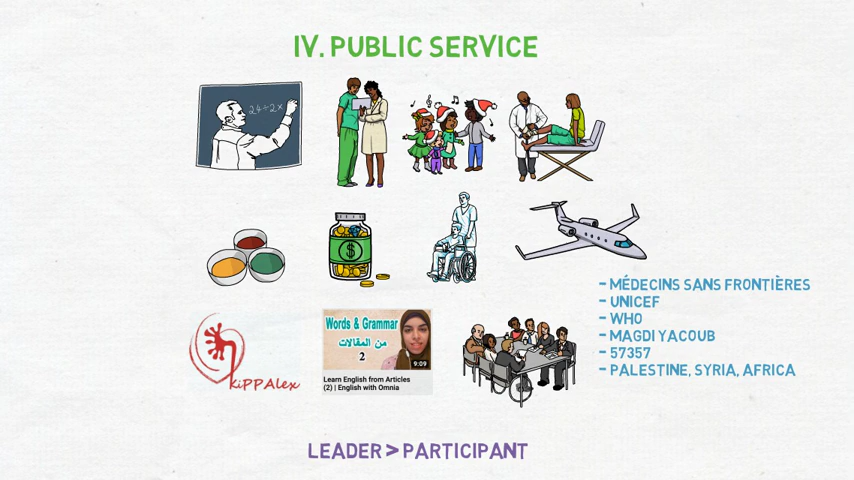 IV. PUBLIC SERVICE
24÷2x
$
- MÉDECINS SANS FRONTIÈRES
- UNICEF
- WHO
- MAGDI YACOUB
- 57357
- PALESTINE, SYRIA, AFRICA
KiPPAlex
Words & Grammar
من المقالات
2
9:09
Learn English from Articles
(2) | English with Omnia
LEADER > PARTICIPANT